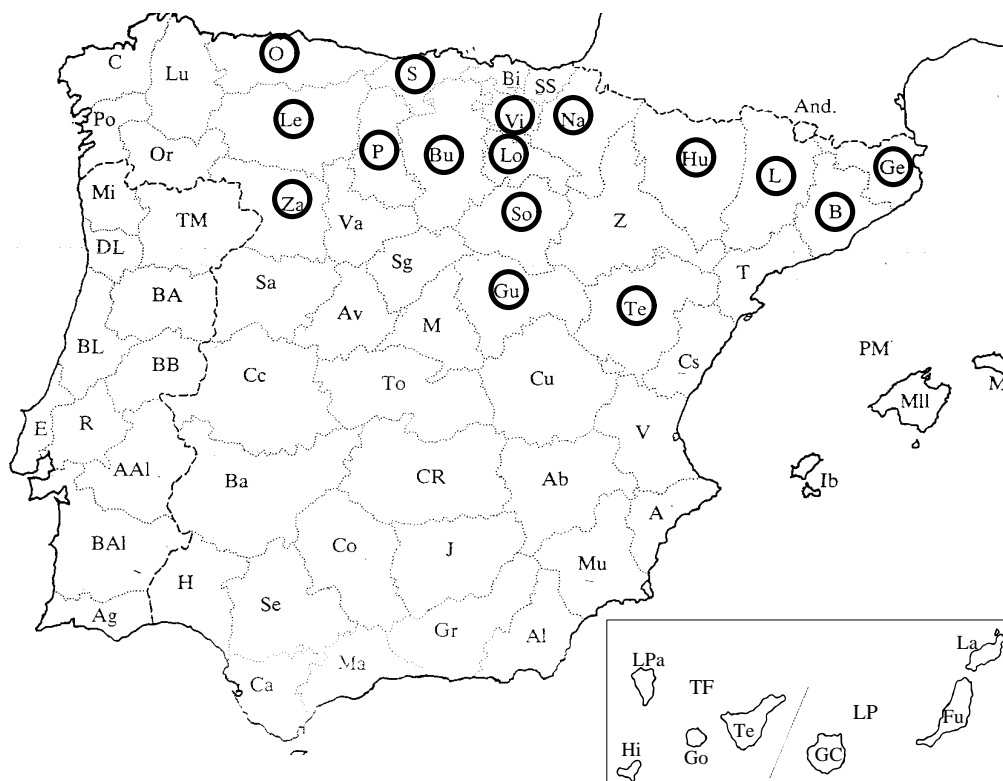 O
C
S
Lu
Bi
SS
And.
Po
Le
Vi
Na
Or
P
Bu
Lo
Hu
L
Ge
Mi
Za
So
B
TM
Va
Z
DL
Sg
T
BA
Sa
Gu
Av
M
Te
BL
BB
Cc
To
Cu
Cs
PM
M
Mll
E
R
V
AAl
Ba
CR
Ab
Ib
A
BAl
Co
J
Mu
H
Se
Ag
Gr
Al
Ma
Ca
La
LPa
TF
LP
Fu
Te
Hi
Go
GC